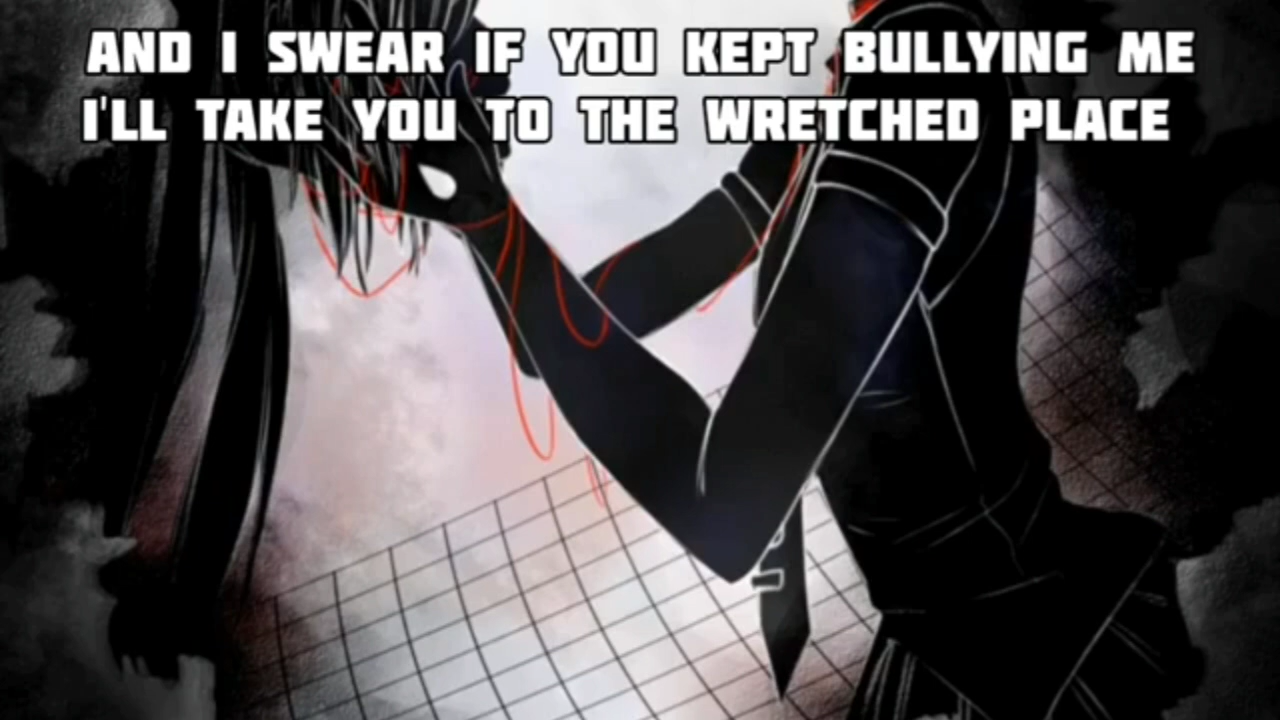 AND I SWEAR IF YOU KEPT BULLYING ME
I'LL TAKE YOU TO THE WRETCHED PLACE